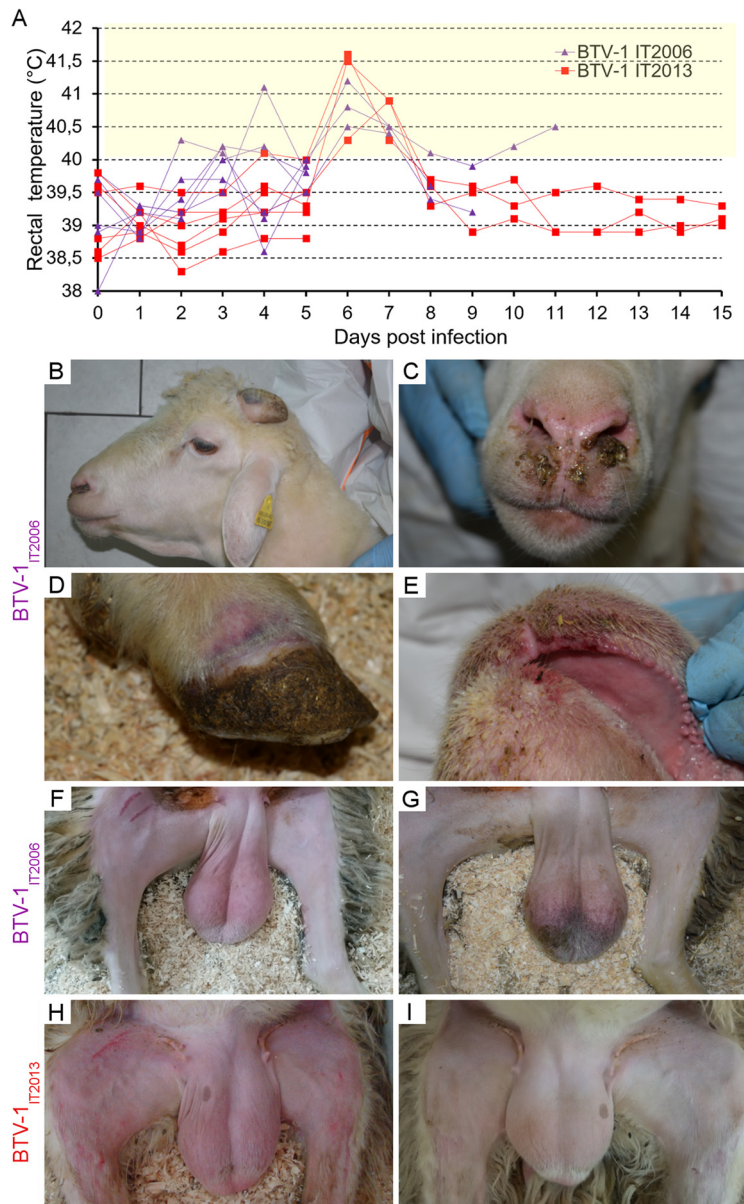 A
42
41,5
41
40,5
40
39,5
39
38,5
38
Rectal temperature (°C)
BTV-1 IT2006
BTV-1 IT2013
0 1 2 3 4 5 6 7 8 9 10 11 12 13 14 15
Days post infection
B
C
BTV-1IT2006
D
E
F
G
BTV-1IT2006
H
I
BTV-1IT2013